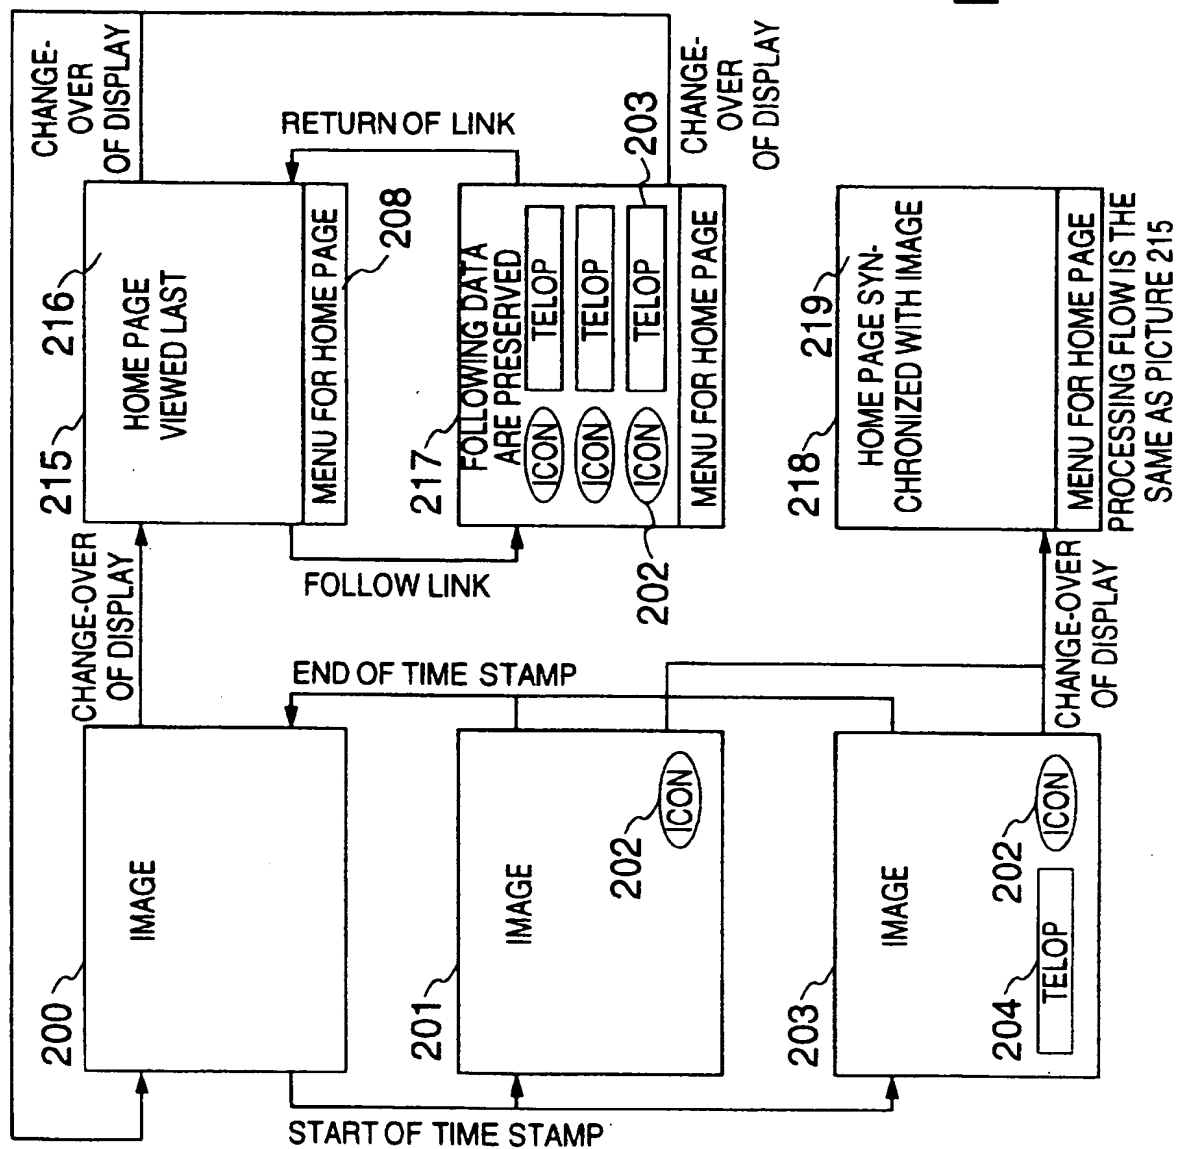 CHANGE-
OVER
OF DISPLAY
RETURN OF LINK
CHANGE-
OVER
OF DISPLAY
215
216
HOME PAGE
VIEWED LAST
MENU FOR HOME PAGE
208
217
FOLLOWING DATA
ARE PRESERVED
ICON
TELOP
ICON
TELOP
ICON
TELOP
203
202
MENU FOR HOME PAGE
218
219
HOME PAGE SYN-
CHRONIZED WITH IMAGE
MENU FOR HOME PAGE
PROCESSING FLOW IS THE
SAME AS PICTURE 215
CHANGE-OVER
OF DISPLAY
FOLLOW LINK
END OF TIME STAMP
CHANGE-OVER
OF DISPLAY
200
IMAGE
201
IMAGE
202
ICON
203
IMAGE
204
TELOP
202
ICON
START OF TIME STAMP